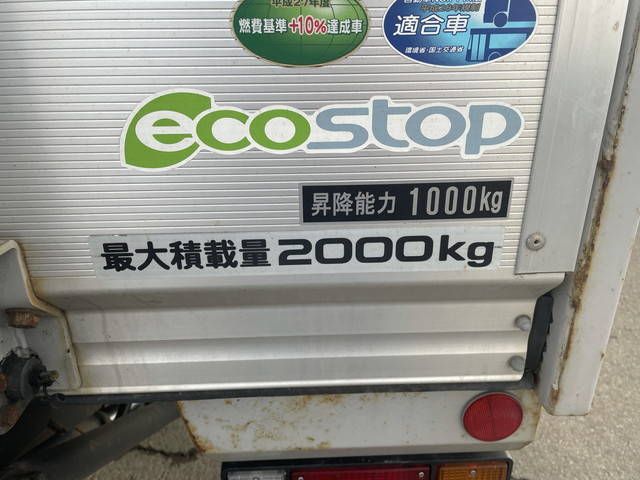 平成27年度
燃費基準+10%達成車
適合車
環境省・国土交通省
ecostop
昇降能力 1000kg
最大積載量 2000kg